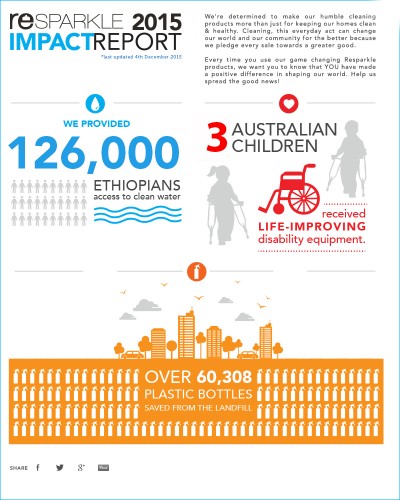 reSPARKLE 2015
IMPACTREPORT
*last updated 4th December 2015
We're determined to make our humble cleaning
products more than just for keeping our homes clean
& healthy. Cleaning, this everyday act can change
our world and our community for the better because
we pledge every sale towards a greater good.
Every time you use our game changing Resparkle
products, we want you to know that YOU have made
a positive difference in shaping our world. Help us
spread the good news!
WE PROVIDED
126,000
ETHIOPIANS
access to clean water
3 AUSTRALIAN
CHILDREN
received
LIFE-IMPROVING
disability equipment.
OVER 60,308
PLASTIC BOTTLES
SAVED FROM THE LANDFILL
SHARE